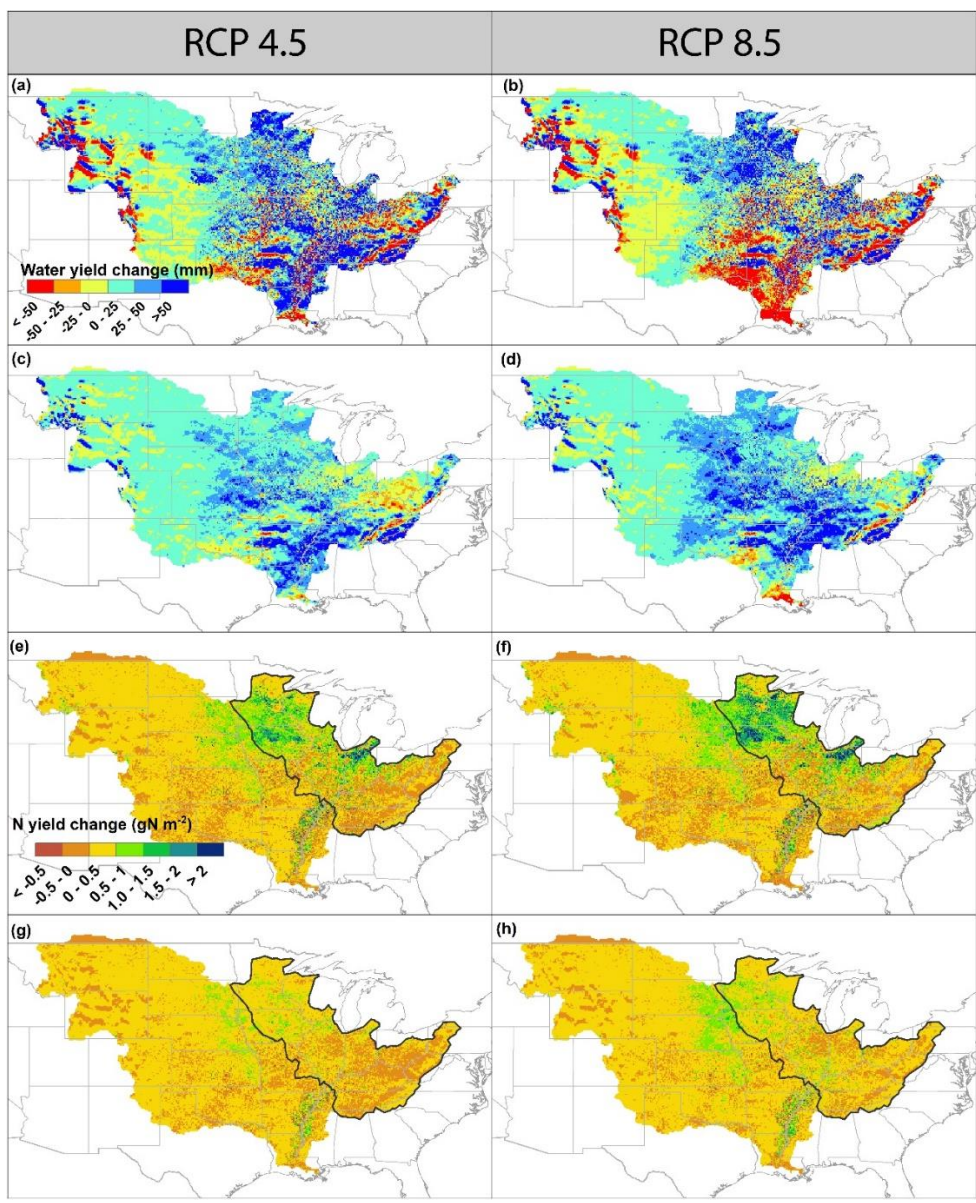 RCP 4.5
RCP 8.5
(a)
(b)
Water yield change (mm)
< -50
-50 - -25
-25 - 0
0 - 25
25 - 50
>50
(c)
(d)
(e)
(f)
N yield change (gN m⁻²)
< -0.5
-0.5 - 0
0 - 0.5
0.5 - 1
1.0 - 1.5
1.5 - 2
> 2
(g)
(h)